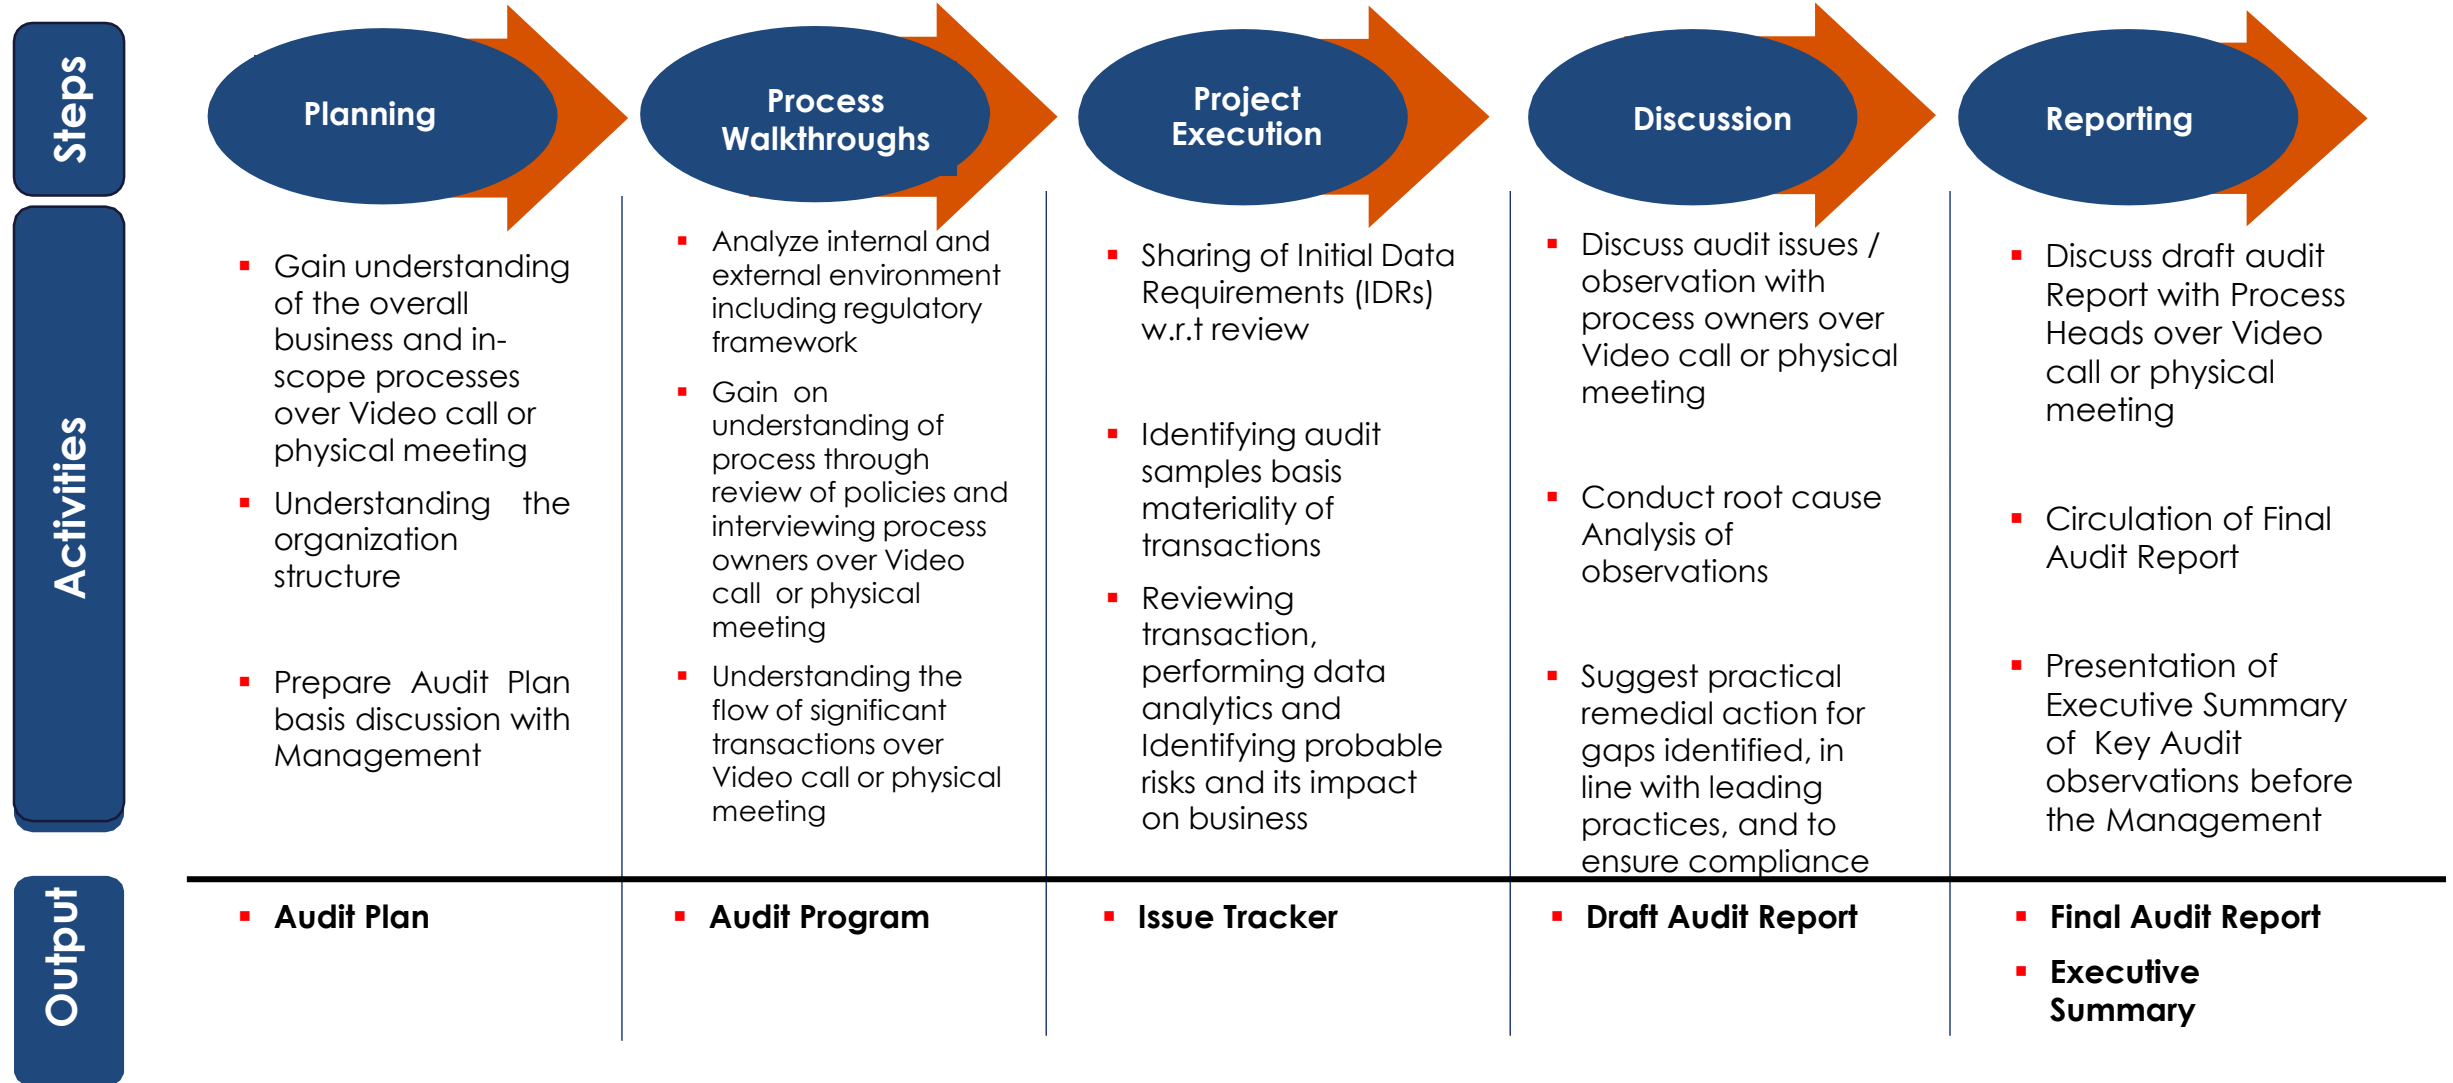 Steps
Planning
Process
Walkthroughs
Project
Execution
Discussion
Reporting
Activities
▪ Gain understanding
of the overall
business and in-
scope processes
over Video call or
physical meeting
▪ Understanding the
organization
structure
▪ Prepare Audit Plan
basis discussion with
Management
▪ Analyze internal and
external environment
including regulatory
framework
▪ Gain on
understanding of
process through
review of policies and
interviewing process
owners over Video
call or physical
meeting
▪ Understanding the
flow of significant
transactions over
Video call or physical
meeting
▪ Sharing of Initial Data
Requirements (IDRs)
w.r.t review
▪ Identifying audit
samples basis
materiality of
transactions
▪ Reviewing
transaction,
performing data
analytics and
Identifying probable
risks and its impact
on business
▪ Discuss audit issues /
observation with
process owners over
Video call or physical
meeting
▪ Conduct root cause
Analysis of
observations
▪ Suggest practical
remedial action for
gaps identified, in
line with leading
practices, and to
ensure compliance
▪ Discuss draft audit
Report with Process
Heads over Video
call or physical
meeting
▪ Circulation of Final
Audit Report
▪ Presentation of
Executive Summary
of Key Audit
observations before
the Management
Output
▪ Audit Plan
▪ Audit Program
▪ Issue Tracker
▪ Draft Audit Report
▪ Final Audit Report
▪ Executive
Summary